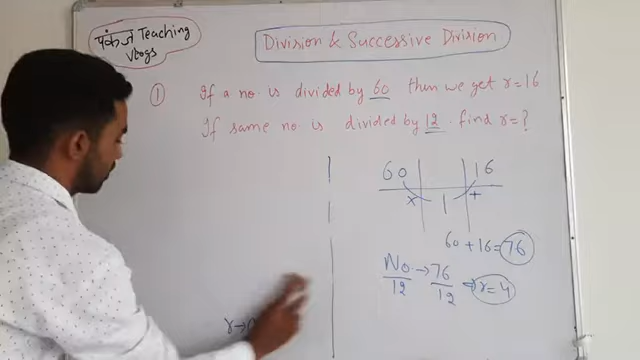 पंकज Teaching
Vlogs
Division & Successive Division
① If a no. is divided by 60 then we get r=16
If same no. is divided by 12. find r=?
60 16
× 1 +
60+16=76
No → 76
12 12 ⇒ r=4
r→